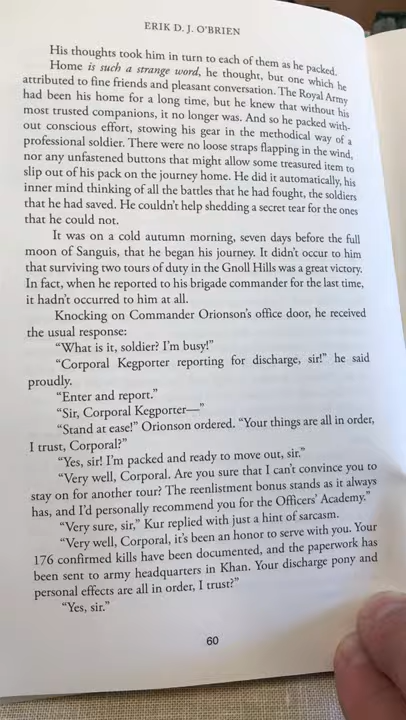 ERIK D. J. O'BRIEN
His thoughts took him in turn to each of them as he packed.
Home is such a strange word, he thought, but one which he
attributed to fine friends and pleasant conversation. The Royal Army
had been his home for a long time, but he knew that without his
most trusted companions, it no longer was. And so he packed with-
out conscious effort, stowing his gear in the methodical way of a
professional soldier. There were no loose straps flapping in the wind,
nor any unfastened buttons that might allow some treasured item to
slip out of his pack on the journey home. He did it automatically, his
inner mind thinking of all the battles that he had fought, the soldiers
that he had saved. He couldn't help shedding a secret tear for the ones
that he could not.
It was on a cold autumn morning, seven days before the full
moon of Sanguis, that he began his journey. It didn't occur to him
that surviving two tours of duty in the Gnoll Hills was a great victory.
In fact, when he reported to his brigade commander for the last time,
it hadn't occurred to him at all.
Knocking on Commander Orionson's office door, he received
the usual response:
"What is it, soldier? I'm busy!"
"Corporal Kegporter reporting for discharge, sir!" he said
proudly.
"Enter and report."
"Sir, Corporal Kegporter—"
"Stand at ease!" Orionson ordered. "Your things are all in order,
I trust, Corporal?"
"Yes, sir! I'm packed and ready to move out, sir."
"Very well, Corporal. Are you sure that I can't convince you to
stay on for another tour? The reenlistment bonus stands as it always
has, and I'd personally recommend you for the Officers' Academy."
"Very sure, sir," Kur replied with just a hint of sarcasm.
"Very well, Corporal, it's been an honor to serve with you. Your
176 confirmed kills have been documented, and the paperwork has
been sent to army headquarters in Khan. Your discharge pony and
personal effects are all in order, I trust?"
"Yes, sir."
60